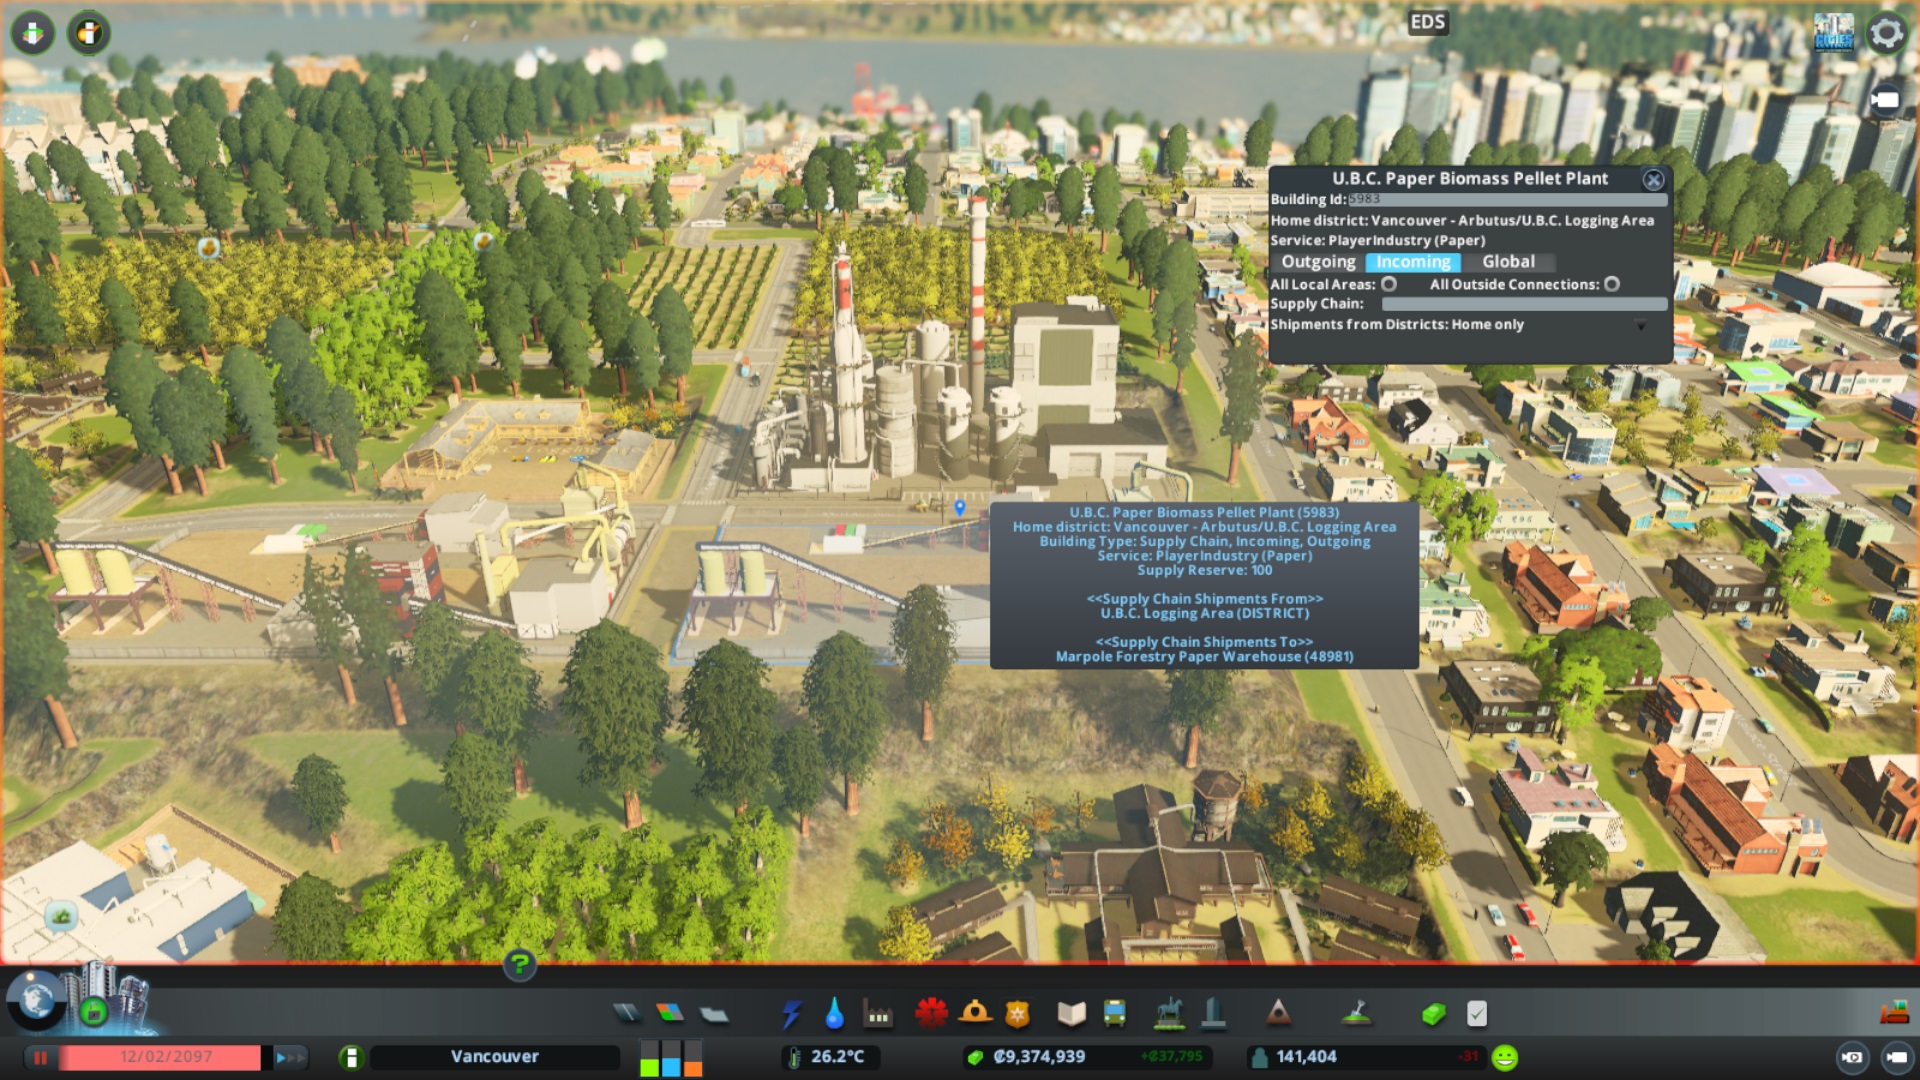 EDS
CITIES
U.B.C. Paper Biomass Pellet Plant
Building Id: 5983
Home district: Vancouver - Arbutus/U.B.C. Logging Area
Service: PlayerIndustry (Paper)
Outgoing Incoming Global
All Local Areas: All Outside Connections:
Supply Chain:
Shipments from Districts: Home only
U.B.C. Paper Biomass Pellet Plant (5983)
Home district: Vancouver - Arbutus/U.B.C. Logging Area
Building Type: Supply Chain, Incoming, Outgoing
Service: PlayerIndustry (Paper)
Supply Reserve: 100
<<Supply Chain Shipments From>>
U.B.C. Logging Area (DISTRICT)
<<Supply Chain Shipments To>>
Marpole Forestry Paper Warehouse (48981)
?
12/02/2097
Vancouver
26.2°C
₡9,374,939
+₡37,795
141,404
-31